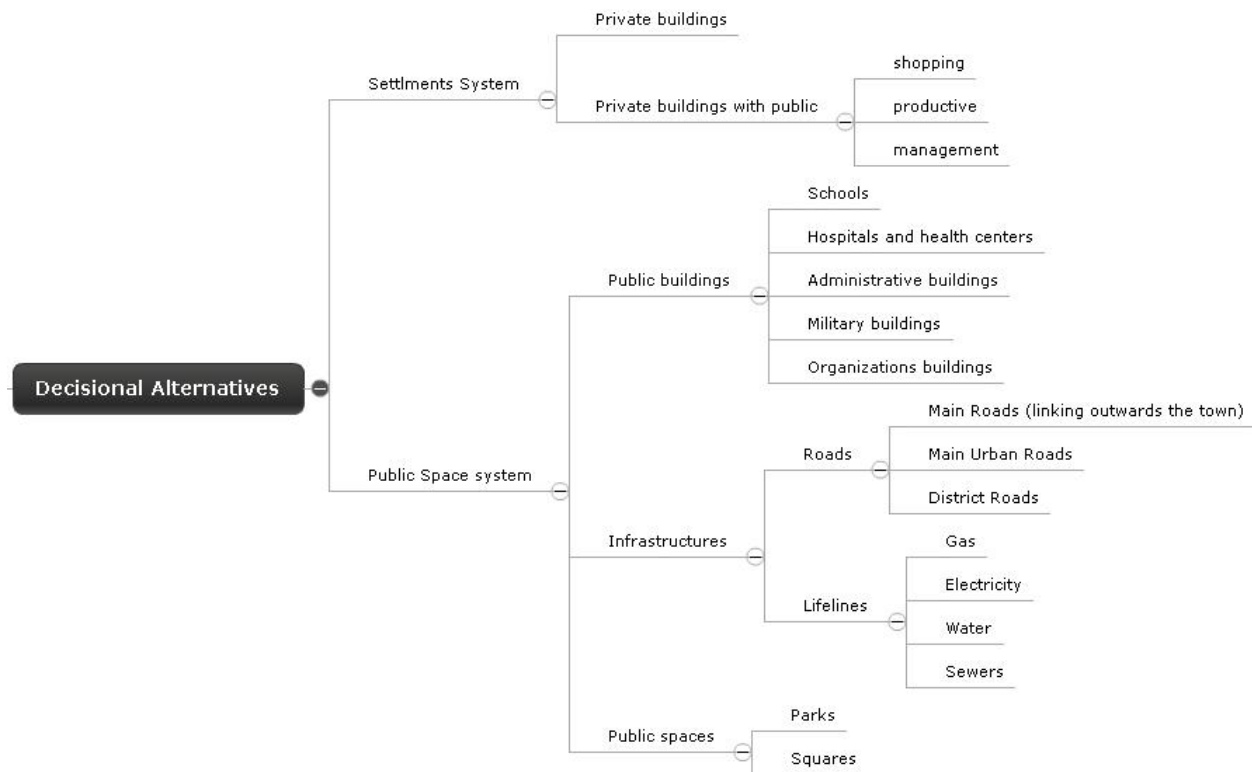 Private buildings
Settlments System
Private buildings with public
shopping
productive
management
Decisional Alternatives
Public Space system
Public buildings
Schools
Hospitals and health centers
Administrative buildings
Military buildings
Organizations buildings
Infrastructures
Roads
Main Roads (linking outwards the town)
Main Urban Roads
District Roads
Lifelines
Gas
Electricity
Water
Sewers
Public spaces
Parks
Squares